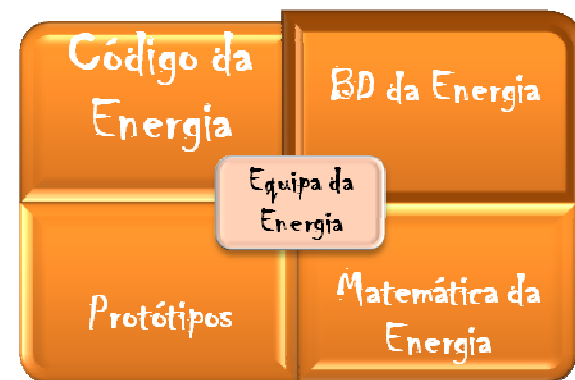 Código da
Energia
BD da Energia
Equipa da
Energia
Protótipos
Matemática da
Energia